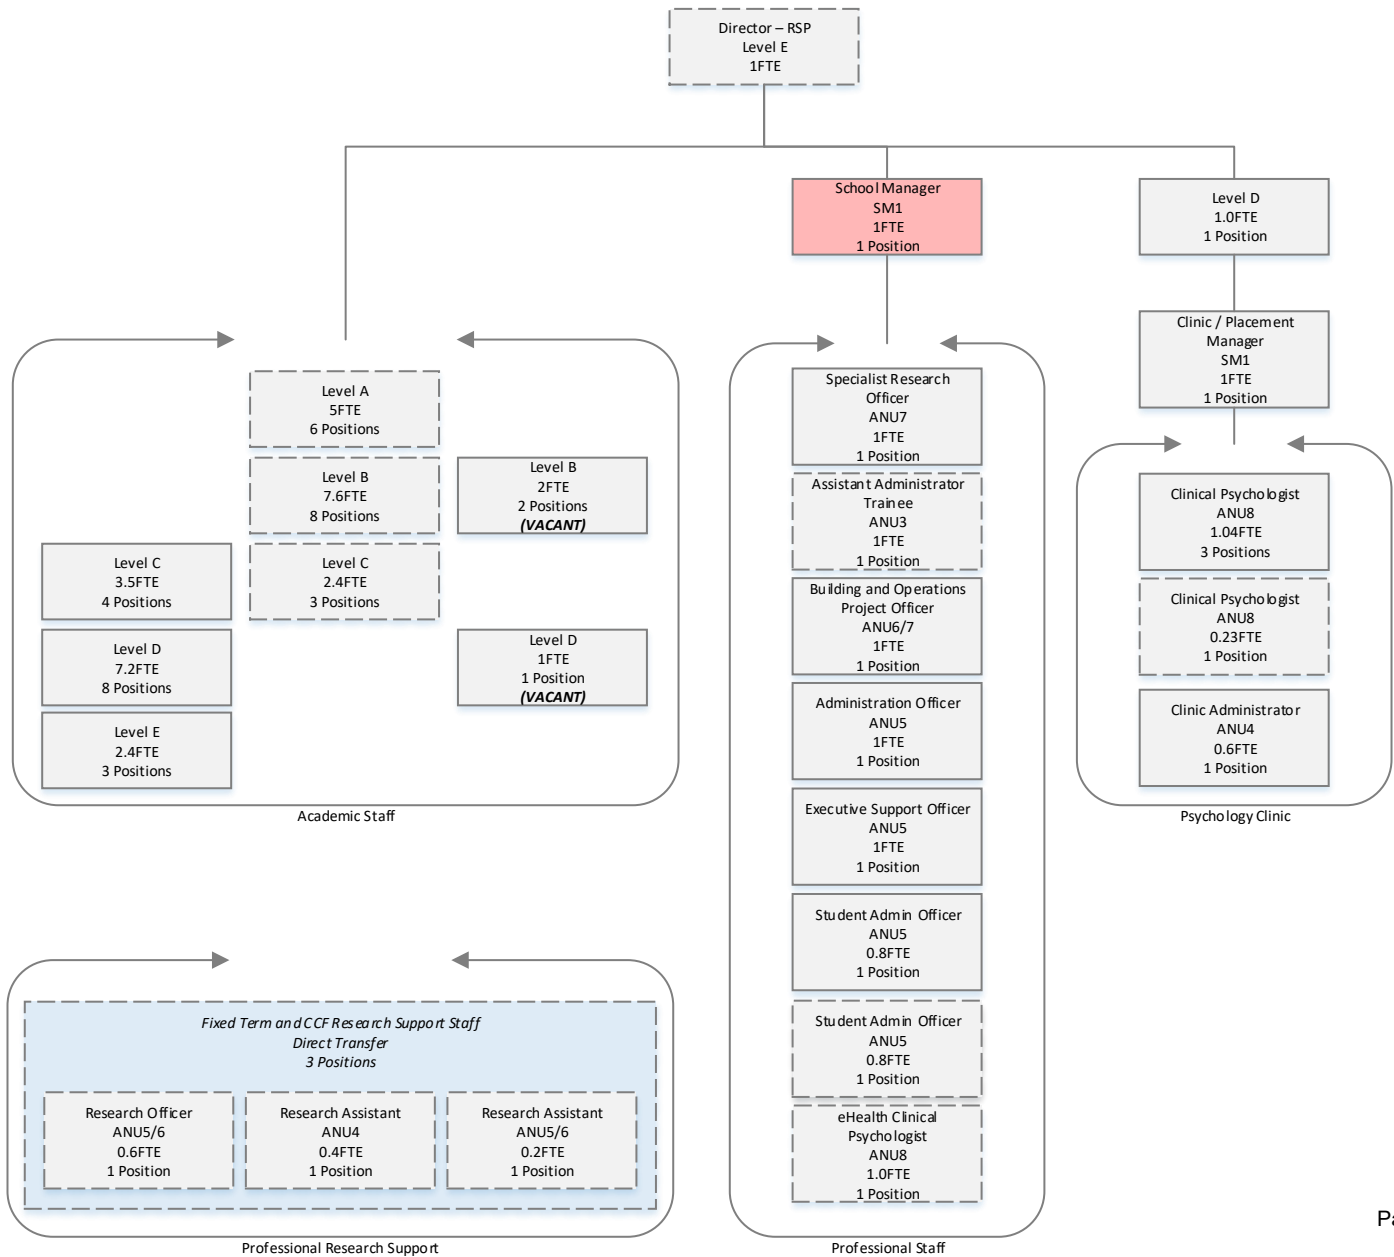 Director – RSP
Level E
1FTE
School Manager
SM1
1FTE
1 Position
Level D
1.0FTE
1 Position
Clinic / Placement
Manager
SM1
1FTE
1 Position
Level A
5FTE
6 Positions
Level B
7.6FTE
8 Positions
Level B
2FTE
2 Positions
(VACANT)
Level C
3.5FTE
4 Positions
Level C
2.4FTE
3 Positions
Level D
7.2FTE
8 Positions
Level D
1FTE
1 Position
(VACANT)
Level E
2.4FTE
3 Positions
Academic Staff
Specialist Research
Officer
ANU7
1FTE
1 Position
Assistant Administrator
Trainee
ANU3
1FTE
1 Position
Building and Operations
Project Officer
ANU6/7
1FTE
1 Position
Administration Officer
ANU5
1FTE
1 Position
Executive Support Officer
ANU5
1FTE
1 Position
Student Admin Officer
ANU5
0.8FTE
1 Position
Student Admin Officer
ANU5
0.8FTE
1 Position
eHealth Clinical
Psychologist
ANU8
1.0FTE
1 Position
Professional Staff
Clinical Psychologist
ANU8
1.04FTE
3 Positions
Clinical Psychologist
ANU8
0.23FTE
1 Position
Clinic Administrator
ANU4
0.6FTE
1 Position
Psychology Clinic
Fixed Term and CCF Research Support Staff
Direct Transfer
3 Positions
Research Officer
ANU5/6
0.6FTE
1 Position
Research Assistant
ANU4
0.4FTE
1 Position
Research Assistant
ANU5/6
0.2FTE
1 Position
Professional Research Support